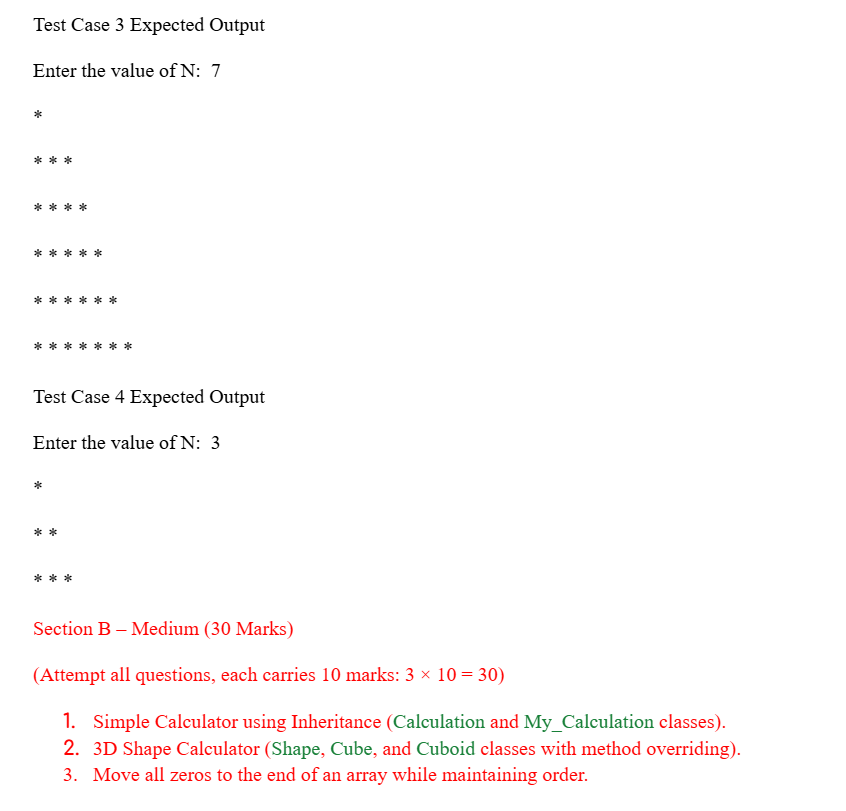 Test Case 3 Expected Output
Enter the value of N:  7
*
* * *
* * * *
* * * * *
* * * * * *
* * * * * * *
Test Case 4 Expected Output
Enter the value of N:  3
*
* *
* * *
Section B – Medium (30 Marks)
(Attempt all questions, each carries 10 marks: 3 × 10 = 30)
1. Simple Calculator using Inheritance (Calculation and My_Calculation classes).
2. 3D Shape Calculator (Shape, Cube, and Cuboid classes with method overriding).
3. Move all zeros to the end of an array while maintaining order.